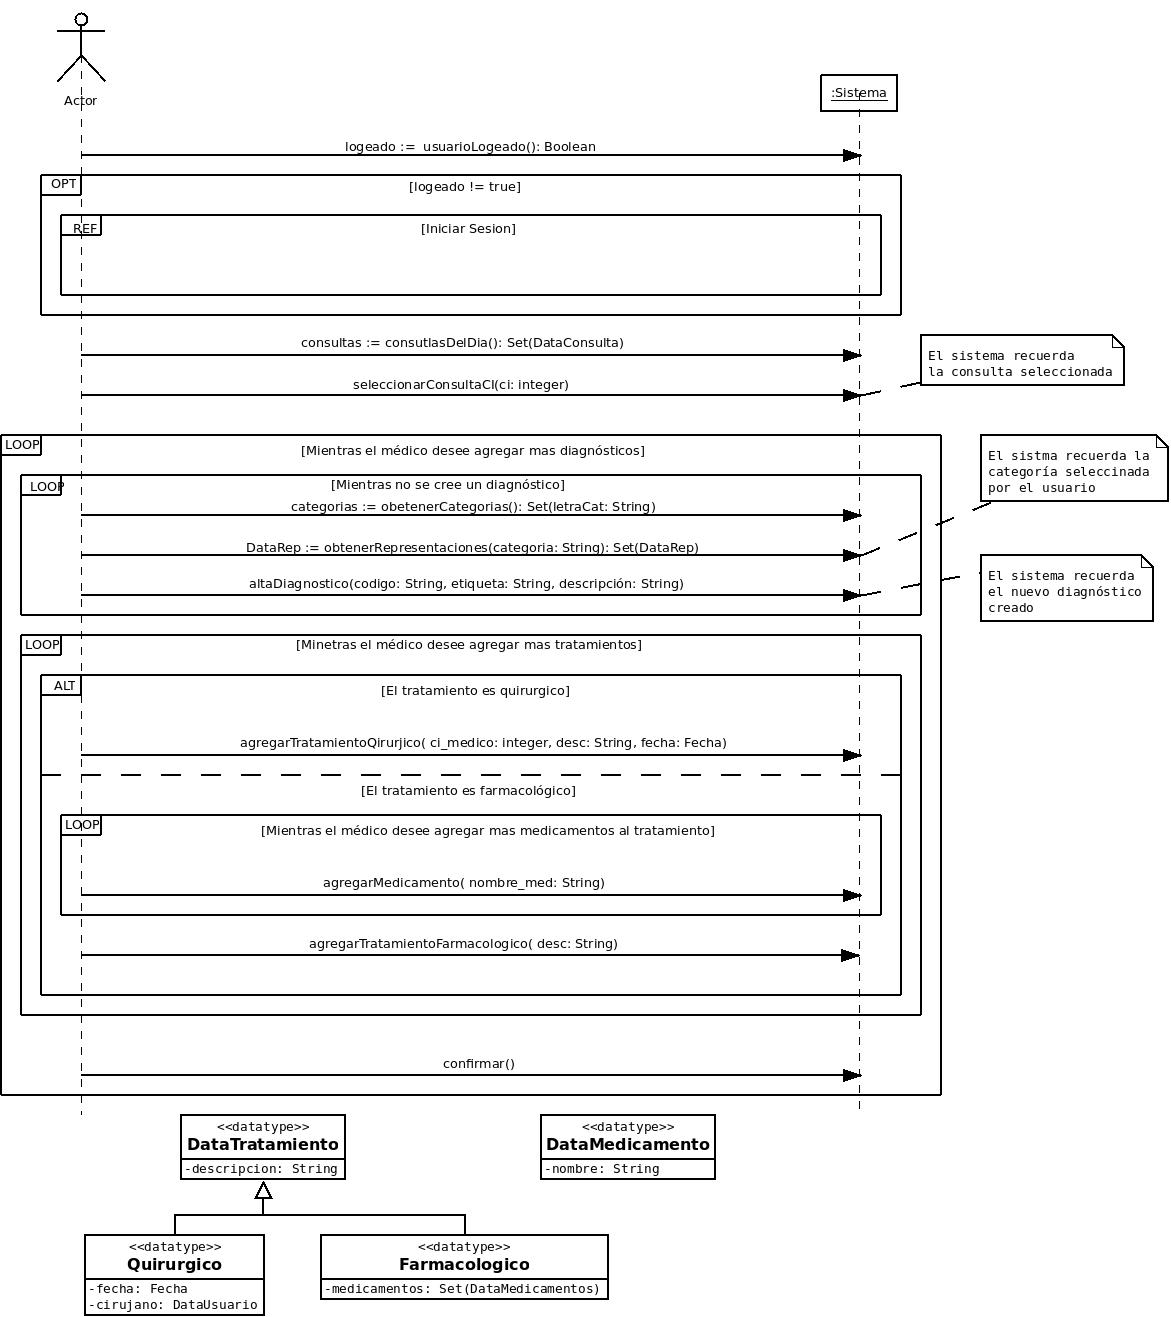 Actor
:Sistema
logeado :=  usuarioLogeado(): Boolean
OPT
[logeado != true]
REF
[Iniciar Sesion]
consultas := consutlasDelDia(): Set(DataConsulta)
El sistema recuerda
la consulta seleccionada
seleccionarConsultaCI(ci: integer)
LOOP
[Mientras el médico desee agregar mas diagnósticos]
El sistma recuerda la
categoría seleccinada
por el usuario
LOOP
[Mientras no se cree un diagnóstico]
categorias := obetenerCategorias(): Set(letraCat: String)
DataRep := obtenerRepresentaciones(categoria: String): Set(DataRep)
El sistema recuerda
el nuevo diagnóstico
creado
altaDiagnostico(codigo: String, etiqueta: String, descripción: String)
LOOP
[Minetras el médico desee agregar mas tratamientos]
ALT
[El tratamiento es quirurgico]
agregarTratamientoQirurjico( ci_medico: integer, desc: String, fecha: Fecha)
[El tratamiento es farmacológico]
LOOP
[Mientras el médico desee agregar mas medicamentos al tratamiento]
agregarMedicamento( nombre_med: String)
agregarTratamientoFarmacologico( desc: String)
confirmar()
<<datatype>>
DataTratamiento
-descripcion: String
<<datatype>>
DataMedicamento
-nombre: String
<<datatype>>
Quirurgico
-fecha: Fecha
-cirujano: DataUsuario
<<datatype>>
Farmacologico
-medicamentos: Set(DataMedicamentos)